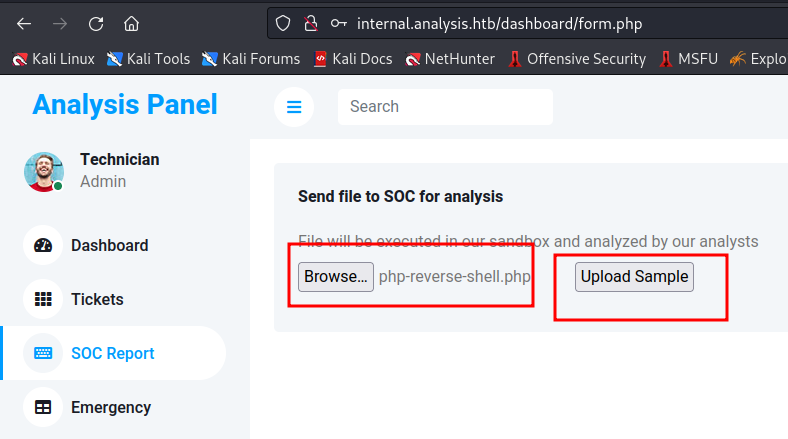 internal.analysis.htb/dashboard/form.php
Kali Linux Kali Tools Kali Forums Kali Docs NetHunter Offensive Security MSFU Explo
Analysis Panel
Search
Technician
Admin
Dashboard
Tickets
SOC Report
Emergency
Send file to SOC for analysis
File will be executed in our sandbox and analyzed by our analysts
Browse... php-reverse-shell.php Upload Sample